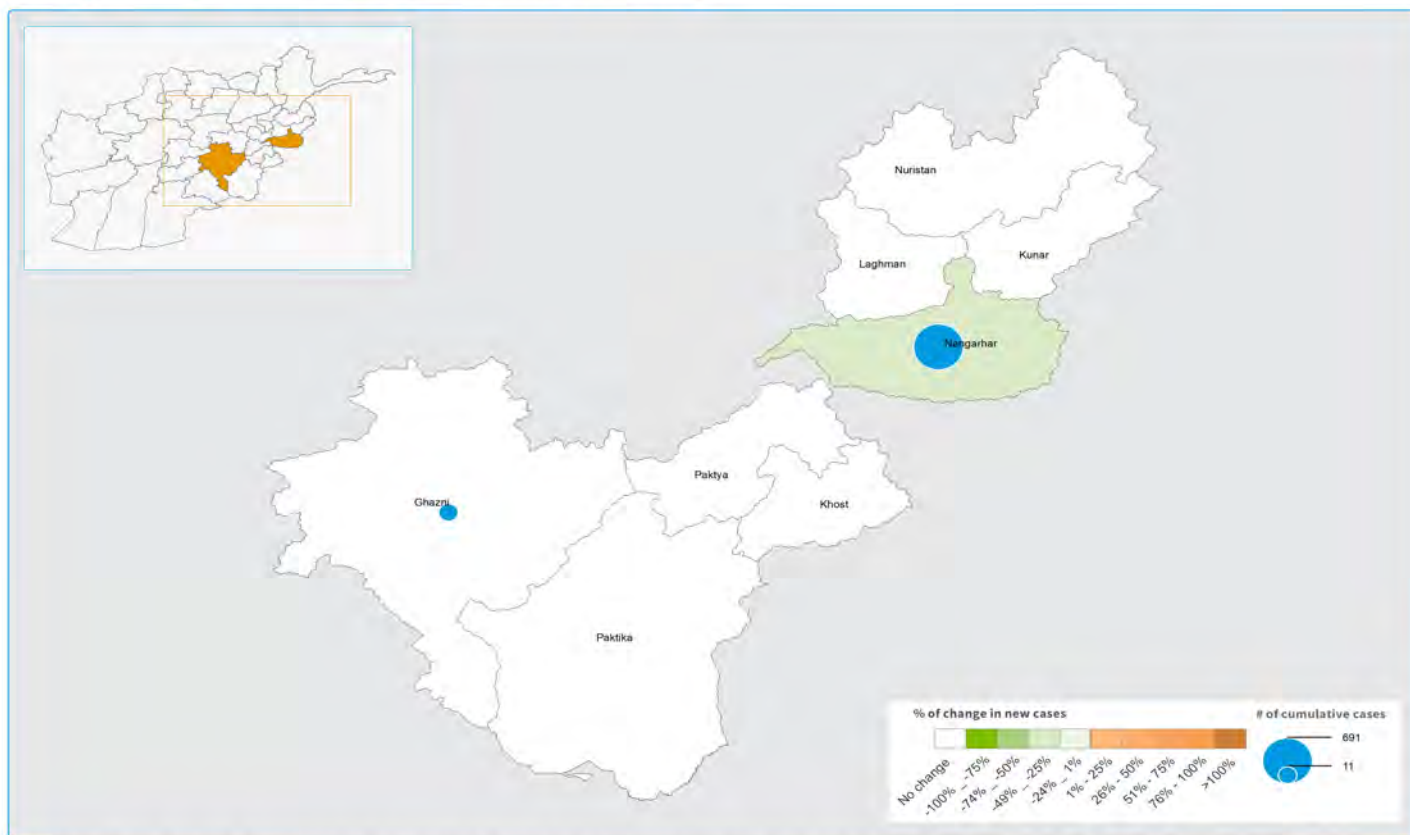 Nuristan
Kunar
Laghman
Nangarhar
Paktya
Ghazni
Khost
Paktika
% of change in new cases
# of cumulative cases
691
11
No change
-100% _ -75%
-74% _ -50%
-49% _ -25%
-24% _ 1%
1% - 25%
26% - 50%
51% - 75%
76% - 100%
>100%